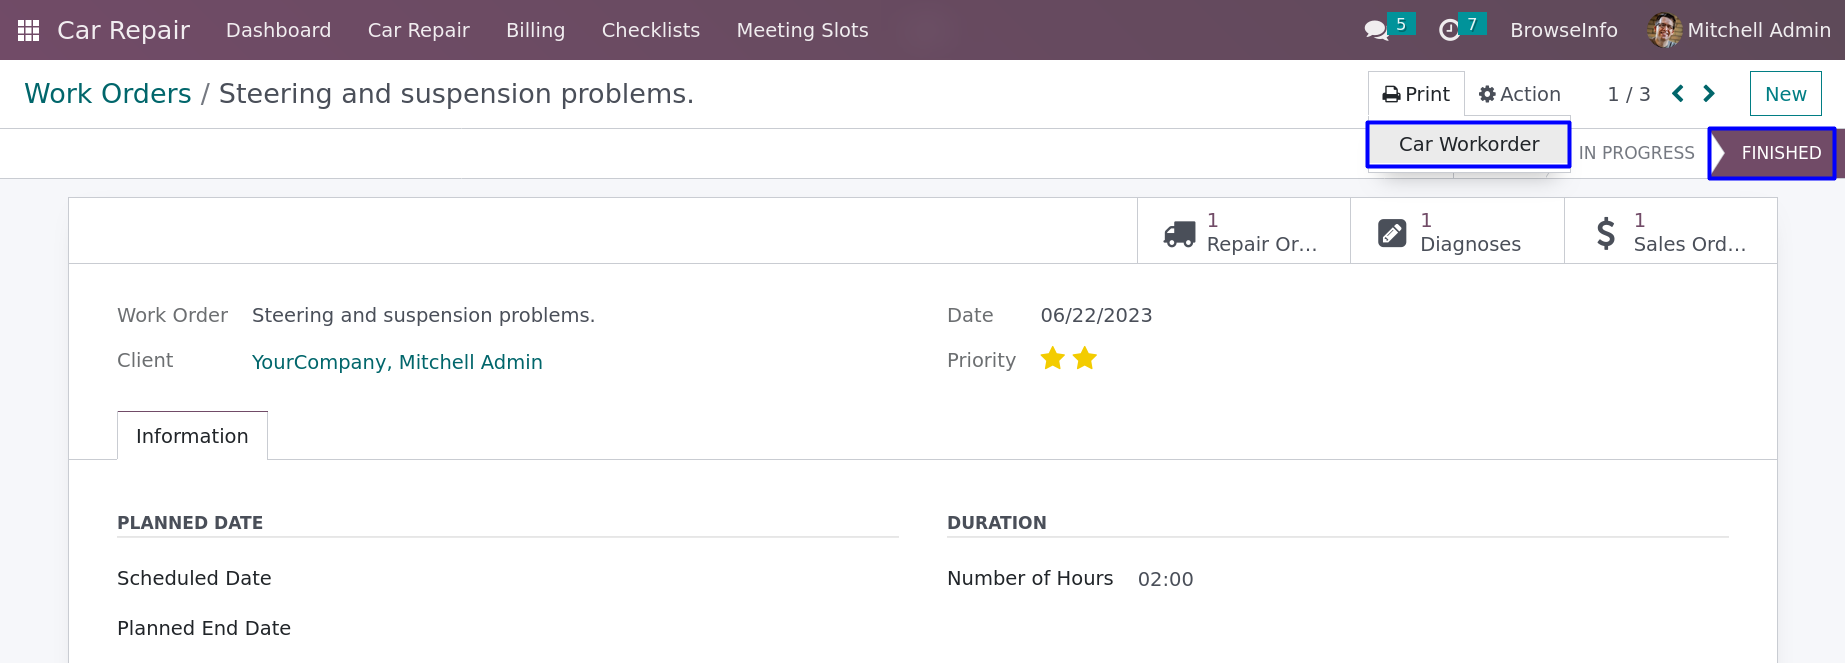 Car Repair Dashboard Car Repair Billing Checklists Meeting Slots 5 7 BrowseInfo Mitchell Admin
Work Orders / Steering and suspension problems. Print Action 1 / 3 New
Car Workorder IN PROGRESS FINISHED
1 1 1
Repair Or... Diagnoses Sales Ord...
Work Order Steering and suspension problems. Date 06/22/2023
Client YourCompany, Mitchell Admin Priority
Information
PLANNED DATE DURATION
Scheduled Date Number of Hours 02:00
Planned End Date